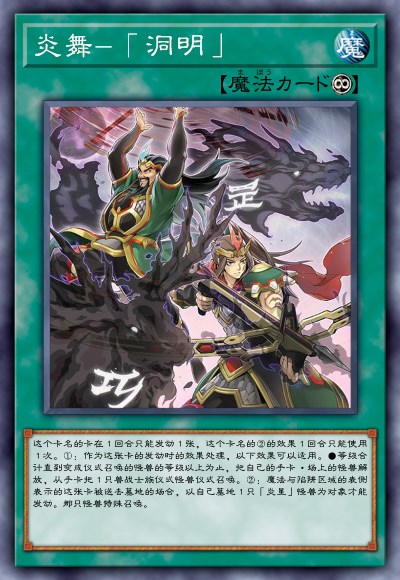 炎舞－「洞明」
魔
【魔法カード】
まほう
罡
巧
这个卡名的卡在1回合只能发动1张，这个卡名的②的效果1回合只能使用
1次。①：作为这张卡的发动时的效果处理，以下效果可以适用。●等级合
计直到变成仪式召唤的怪兽的等级以上为止，把自己的手卡·场上的怪兽解
放，从手卡把1只兽战士族仪式怪兽仪式召唤。②：魔法与陷阱区域的表侧
表示的这张卡被送去墓地的场合，以自己墓地1只「炎星」怪兽为对象才能
发动。那只怪兽特殊召唤。